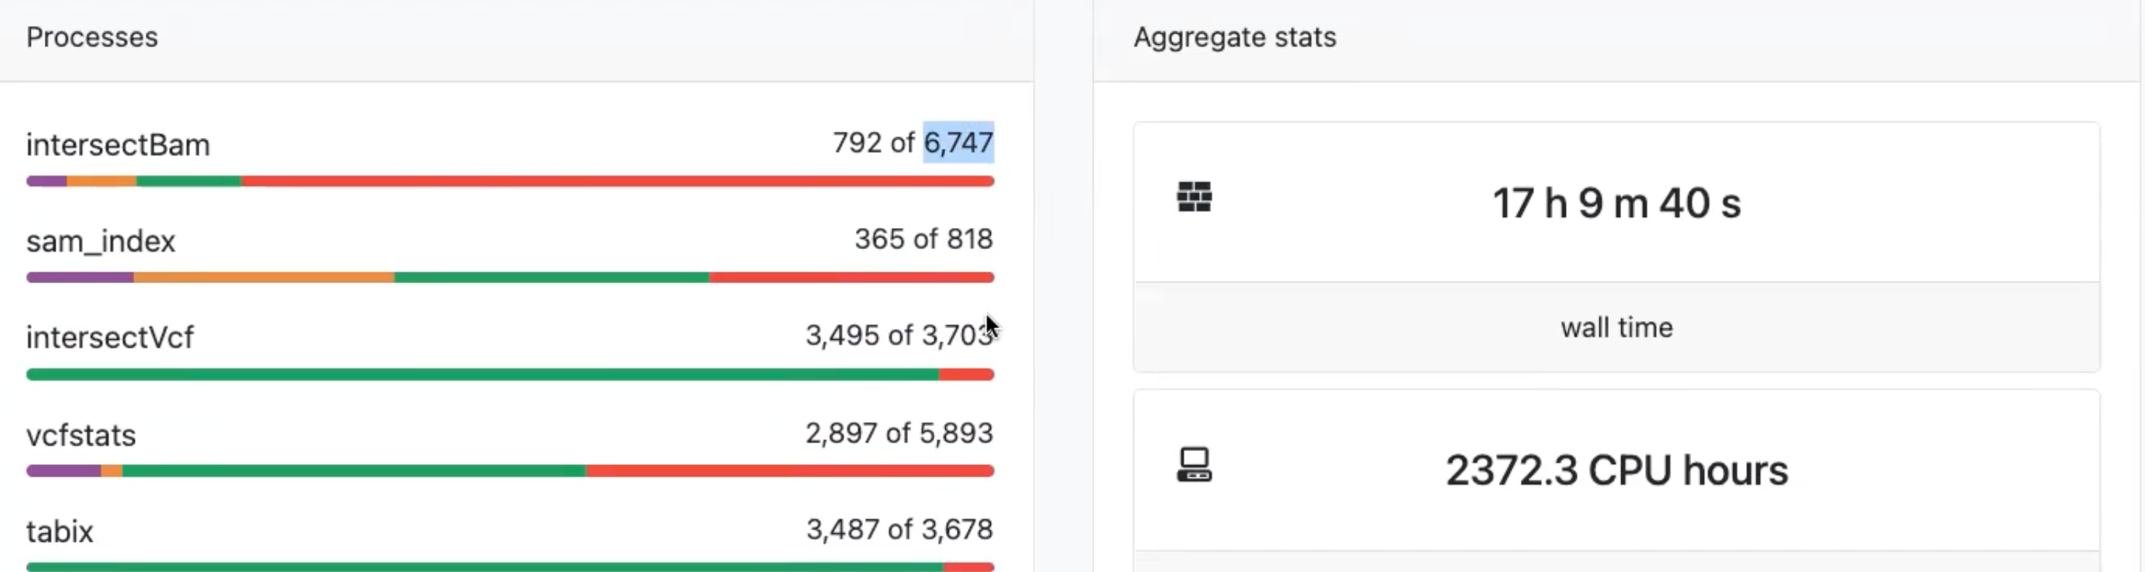 Processes
intersectBam 792 of 6,747
sam_index 365 of 818
intersectVcf 3,495 of 3,703
vcfstats 2,897 of 5,893
tabix 3,487 of 3,678
Aggregate stats
17 h 9 m 40 s
wall time
2372.3 CPU hours